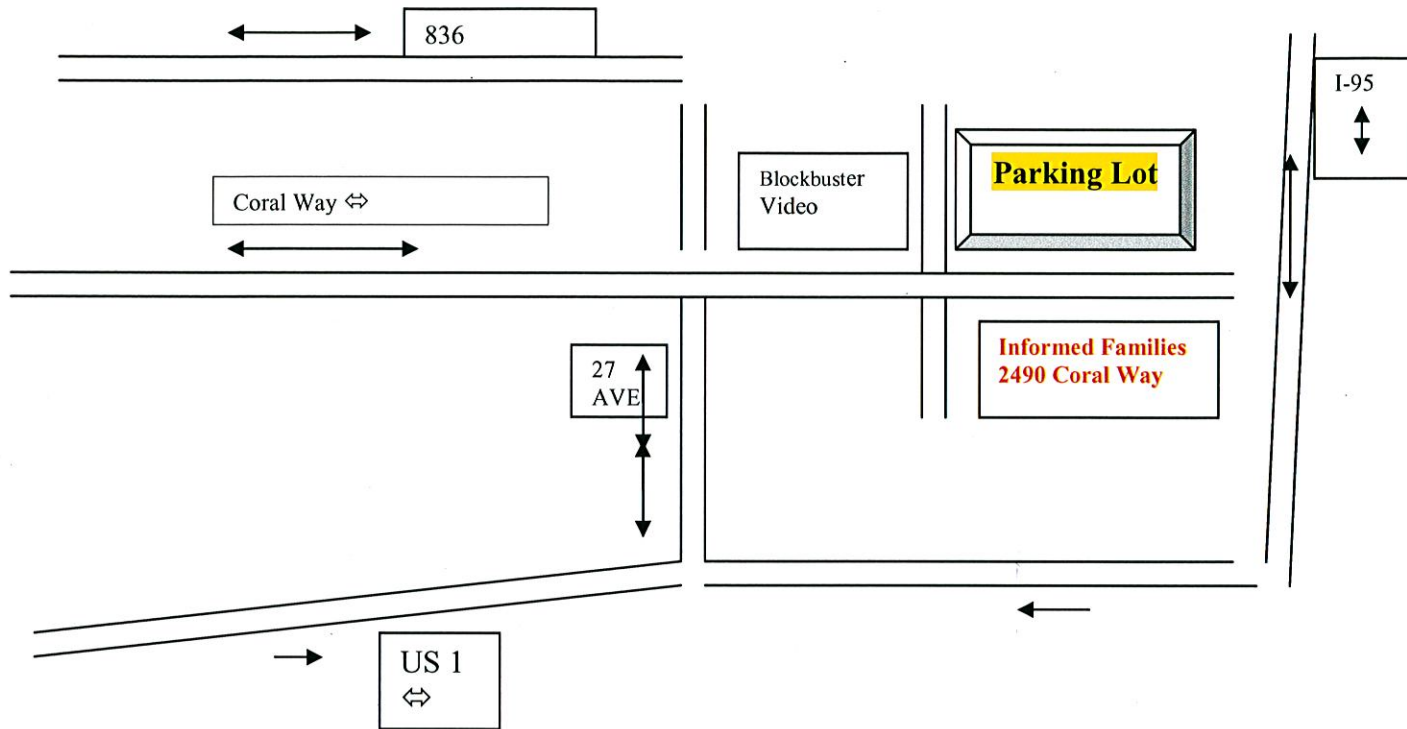 836
I-95
Blockbuster
Video
Parking Lot
Coral Way ⬄
Informed Families
2490 Coral Way
27
AVE
US 1
⬄